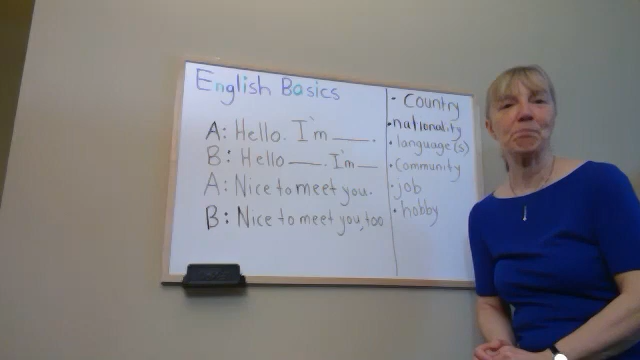 English Basics
A: Hello. I'm ___.
B: Hello ___. I'm ___
A: Nice to meet you.
B: Nice to meet you, too
• Country
• nationality
• language(s)
• Community
• job
• hobby